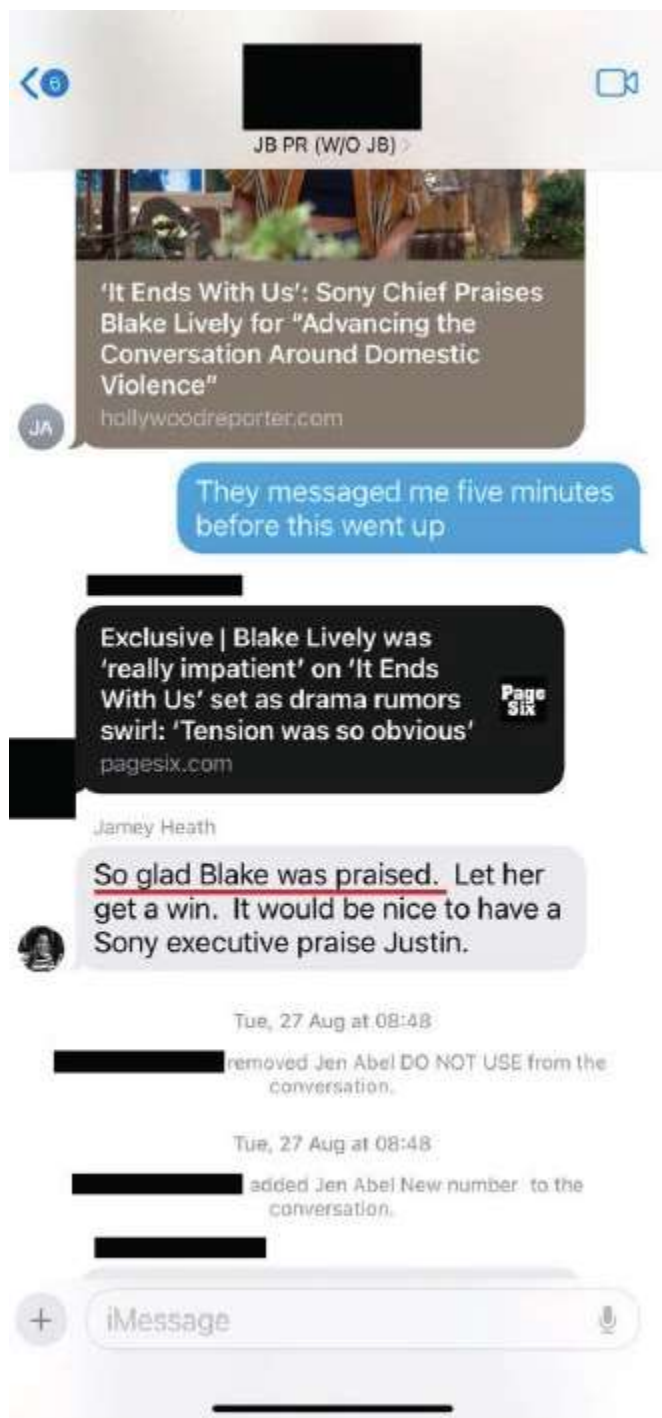 6
JB PR (W/O JB) >
'It Ends With Us': Sony Chief Praises
Blake Lively for "Advancing the
Conversation Around Domestic
Violence"
hollywoodreporter.com
JA
They messaged me five minutes
before this went up
Exclusive | Blake Lively was
'really impatient' on 'It Ends
With Us' set as drama rumors
swirl: 'Tension was so obvious'
pagesix.com
Page
Six
Jamey Heath
So glad Blake was praised. Let her
get a win. It would be nice to have a
Sony executive praise Justin.
Tue, 27 Aug at 08:48
removed Jen Abel DO NOT USE from the
conversation.
Tue, 27 Aug at 08:48
added Jen Abel New number to the
conversation.
iMessage